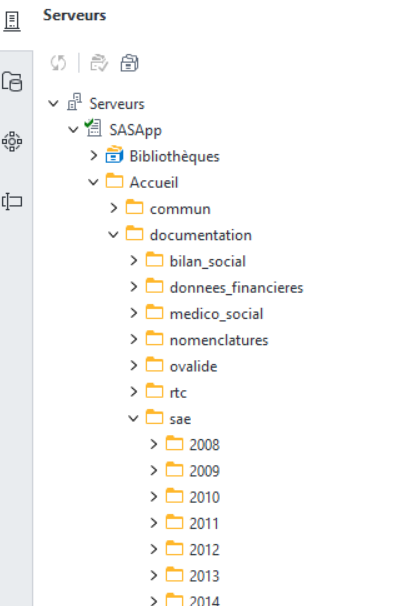 Serveurs
Serveurs
SASApp
Bibliothèques
Accueil
commun
documentation
bilan_social
donnees_financieres
medico_social
nomenclatures
ovalide
rtc
sae
2008
2009
2010
2011
2012
2013
2014